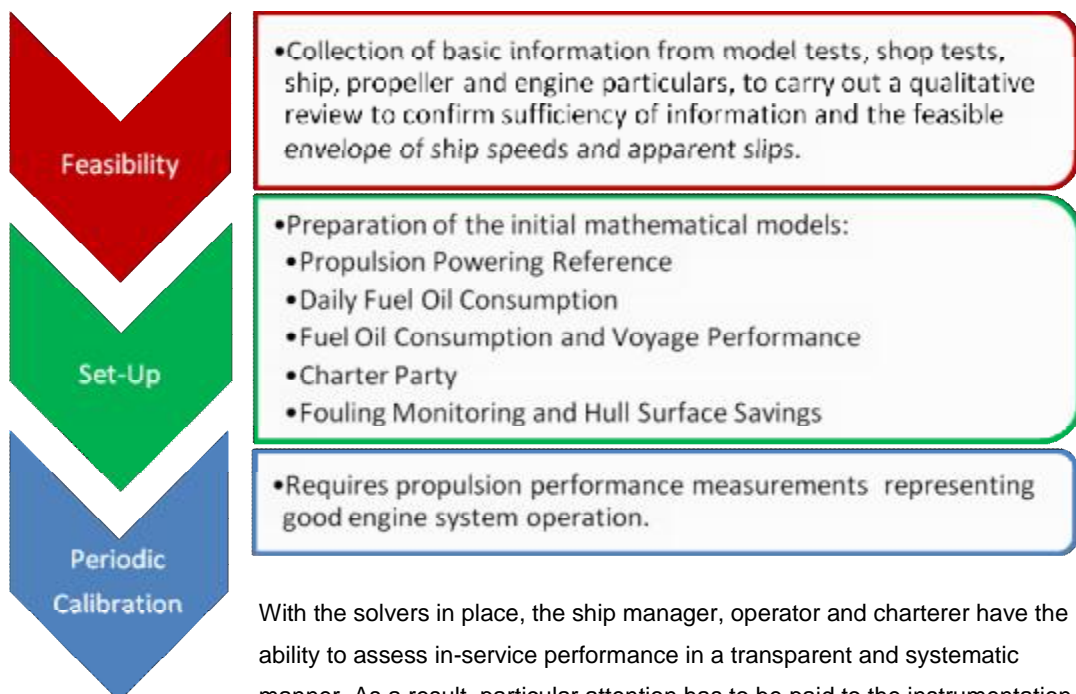 Feasibility
•Collection of basic information from model tests, shop tests,
ship, propeller and engine particulars, to carry out a qualitative
review to confirm sufficiency of information and the feasible
envelope of ship speeds and apparent slips.
Set-Up
•Preparation of the initial mathematical models:
•Propulsion Powering Reference
•Daily Fuel Oil Consumption
•Fuel Oil Consumption and Voyage Performance
•Charter Party
•Fouling Monitoring and Hull Surface Savings
Periodic
Calibration
•Requires propulsion performance measurements representing
good engine system operation.
With the solvers in place, the ship manager, operator and charterer have the
ability to assess in-service performance in a transparent and systematic
manner. As a result, particular attention has to be paid to the instrumentation